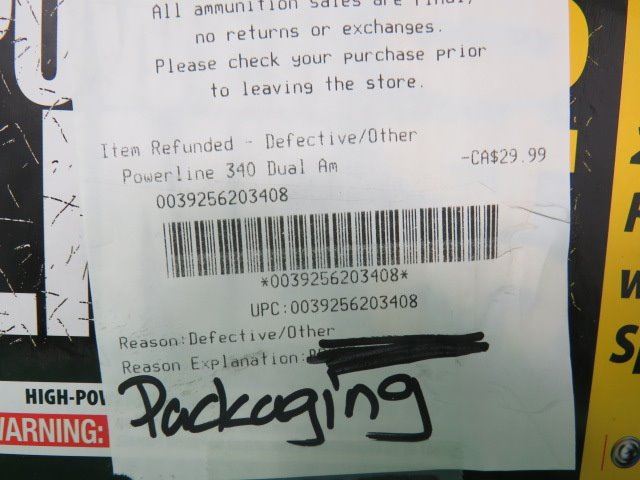 All ammunition sales are final,
no returns or exchanges.
Please check your purchase prior
to leaving the store.
Item Refunded - Defective/Other
Powerline 340 Dual Am -CA$29.99
0039256203408
*0039256203408*
UPC:0039256203408
Reason:Defective/Other
Reason Explanation:
Packaging
HIGH-POW
WARNING: